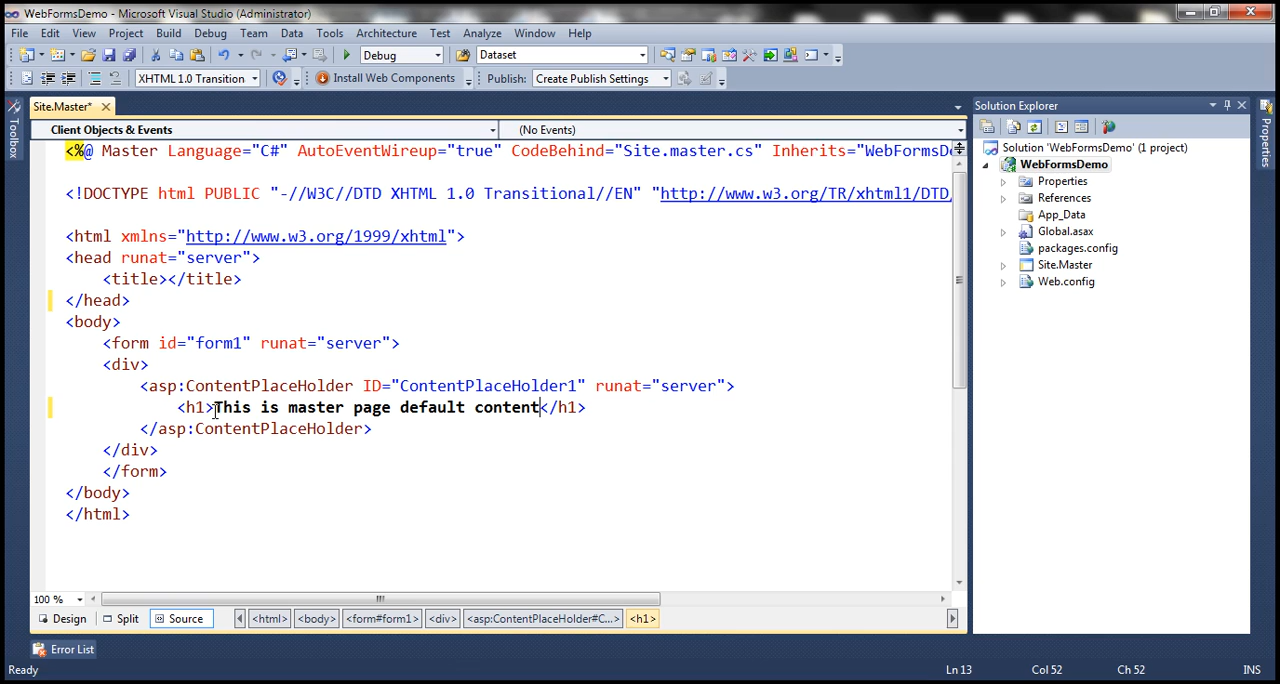 WebFormsDemo - Microsoft Visual Studio (Administrator)
File Edit View Project Build Debug Team Data Tools Architecture Test Analyze Window Help
Debug Dataset
XHTML 1.0 Transition Install Web Components Publish: Create Publish Settings
Site.Master*
Solution Explorer
Toolbox
Properties
Client Objects & Events (No Events)
<%@ Master Language="C#" AutoEventWireup="true" CodeBehind="Site.master.cs" Inherits="WebFormsDe
<!DOCTYPE html PUBLIC "-//W3C//DTD XHTML 1.0 Transitional//EN" "http://www.w3.org/TR/xhtml1/DTD/
<html xmlns="http://www.w3.org/1999/xhtml">
<head runat="server">
<title></title>
</head>
<body>
<form id="form1" runat="server">
<div>
<asp:ContentPlaceHolder ID="ContentPlaceHolder1" runat="server">
<h1>This is master page default content</h1>
</asp:ContentPlaceHolder>
</div>
</form>
</body>
</html>
Solution 'WebFormsDemo' (1 project)
WebFormsDemo
Properties
References
App_Data
Global.asax
packages.config
Site.Master
Web.config
100 %
Design Split Source <html> <body> <form#form1> <div> <asp:ContentPlaceHolder#C...> <h1>
Error List
Ready Ln 13 Col 52 Ch 52 INS